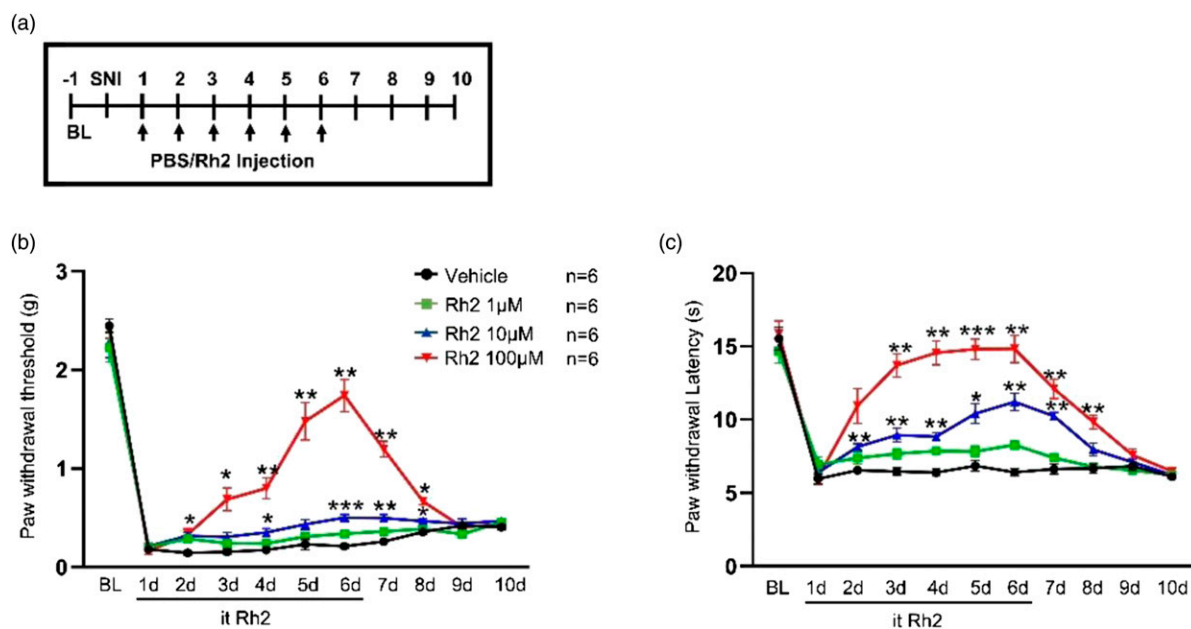 (a)
-1 SNI 1 2 3 4 5 6 7 8 9 10
BL
PBS/Rh2 Injection
(b)
Paw withdrawal threshold (g)
3
2
1
0
Vehicle n=6
Rh2 1μM n=6
Rh2 10μM n=6
Rh2 100μM n=6
* ** ** ** ** *
* * *** ** *
BL 1d 2d 3d 4d 5d 6d 7d 8d 9d 10d
it Rh2
(c)
Paw withdrawal Latency (s)
20
15
10
5
0
** ** *** ** ** **
** ** ** * ** **
BL 1d 2d 3d 4d 5d 6d 7d 8d 9d 10d
it Rh2